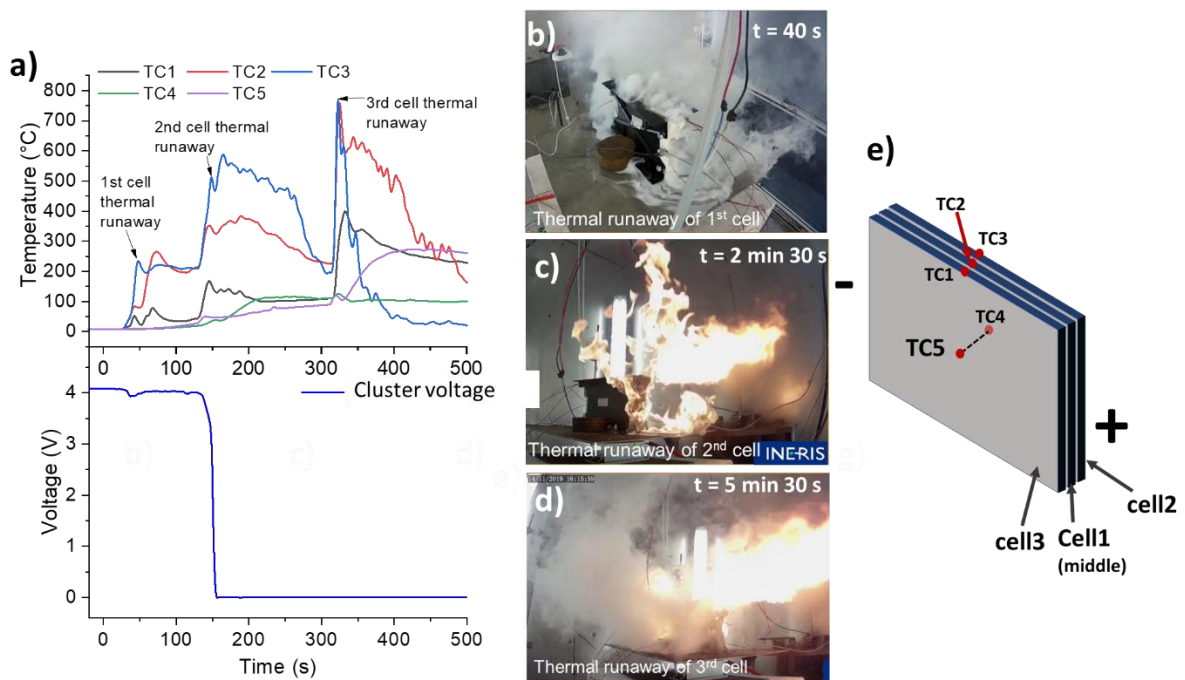 a)
TC1 TC2 TC3
TC4 TC5
800
700
600
500
400
300
200
100
0
Temperature (°C)
1st cell
thermal
runaway
2nd cell thermal
runaway
3rd cell thermal
runaway
0 100 200 300 400 500
Cluster voltage
4
3
2
1
0
Voltage (V)
0 100 200 300 400 500
Time (s)
b)
t = 40 s
Thermal runaway of 1st cell
c)
t = 2 min 30 s
Thermal runaway of 2nd cell
INERIS
d)
t = 5 min 30 s
Thermal runaway of 3rd cell
e)
TC2
TC3
TC1
-
TC4
TC5
+
cell2
Cell1
(middle)
cell3